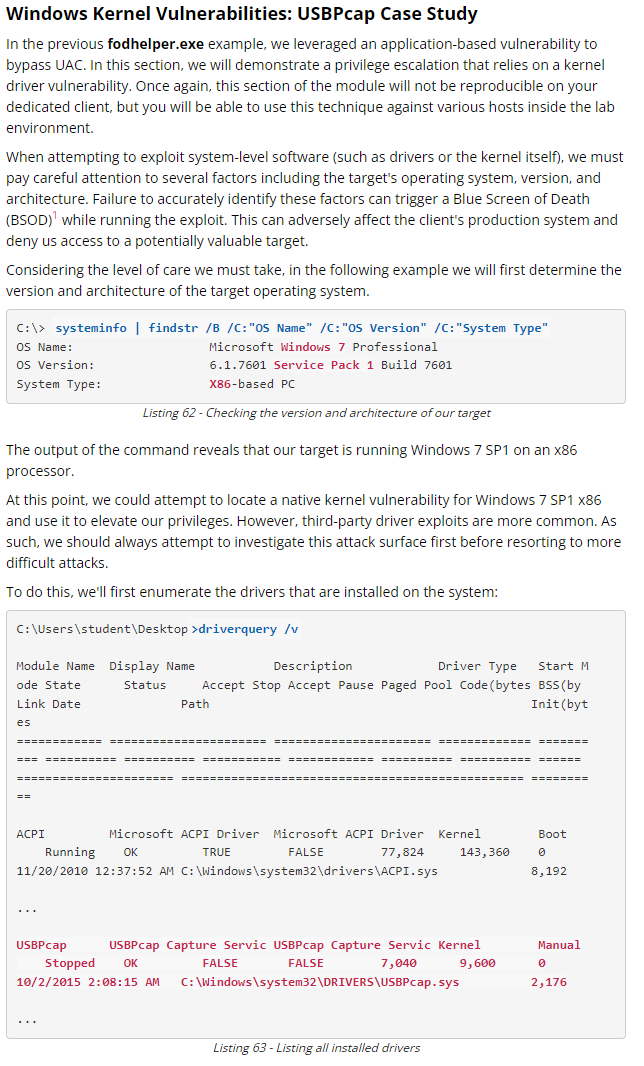 Windows Kernel Vulnerabilities: USBPcap Case Study
In the previous fodhelper.exe example, we leveraged an application-based vulnerability to
bypass UAC. In this section, we will demonstrate a privilege escalation that relies on a kernel
driver vulnerability. Once again, this section of the module will not be reproducible on your
dedicated client, but you will be able to use this technique against various hosts inside the lab
environment.
When attempting to exploit system-level software (such as drivers or the kernel itself), we must
pay careful attention to several factors including the target's operating system, version, and
architecture. Failure to accurately identify these factors can trigger a Blue Screen of Death
(BSOD)1 while running the exploit. This can adversely affect the client's production system and
deny us access to a potentially valuable target.
Considering the level of care we must take, in the following example we will first determine the
version and architecture of the target operating system.
C:\> systeminfo | findstr /B /C:"OS Name" /C:"OS Version" /C:"System Type"
OS Name:                   Microsoft Windows 7 Professional
OS Version:                6.1.7601 Service Pack 1 Build 7601
System Type:               X86-based PC
Listing 62 - Checking the version and architecture of our target
The output of the command reveals that our target is running Windows 7 SP1 on an x86
processor.
At this point, we could attempt to locate a native kernel vulnerability for Windows 7 SP1 x86
and use it to elevate our privileges. However, third-party driver exploits are more common. As
such, we should always attempt to investigate this attack surface first before resorting to more
difficult attacks.
To do this, we'll first enumerate the drivers that are installed on the system:
C:\Users\student\Desktop>driverquery /v
Module Name  Display Name           Description            Driver Type   Start M
ode State      Status     Accept Stop Accept Pause Paged Pool Code(bytes BSS(by
Link Date              Path                                             Init(byt
es
============ ====================== ====================== ============= =======
=== ========== ========== =========== ============ ========== ========== ======
====================== ================================================ ========
==
ACPI         Microsoft ACPI Driver  Microsoft ACPI Driver  Kernel        Boot
    Running    OK         TRUE        FALSE        77,824     143,360    0
11/20/2010 12:37:52 AM C:\Windows\system32\drivers\ACPI.sys             8,192
...
USBPcap      USBPcap Capture Servic USBPcap Capture Servic Kernel        Manual
    Stopped    OK         FALSE       FALSE        7,040      9,600      0
10/2/2015 2:08:15 AM   C:\Windows\system32\DRIVERS\USBPcap.sys          2,176
...
Listing 63 - Listing all installed drivers